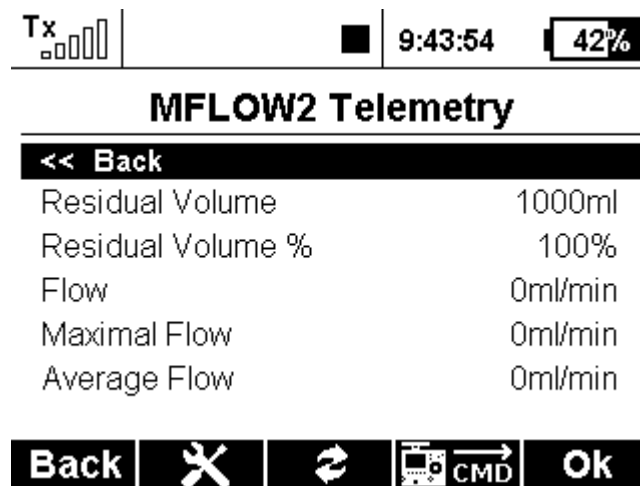 Tx 9:43:54 42%
MFLOW2 Telemetry
<< Back
Residual Volume 1000ml
Residual Volume % 100%
Flow 0ml/min
Maximal Flow 0ml/min
Average Flow 0ml/min
Back CMD Ok